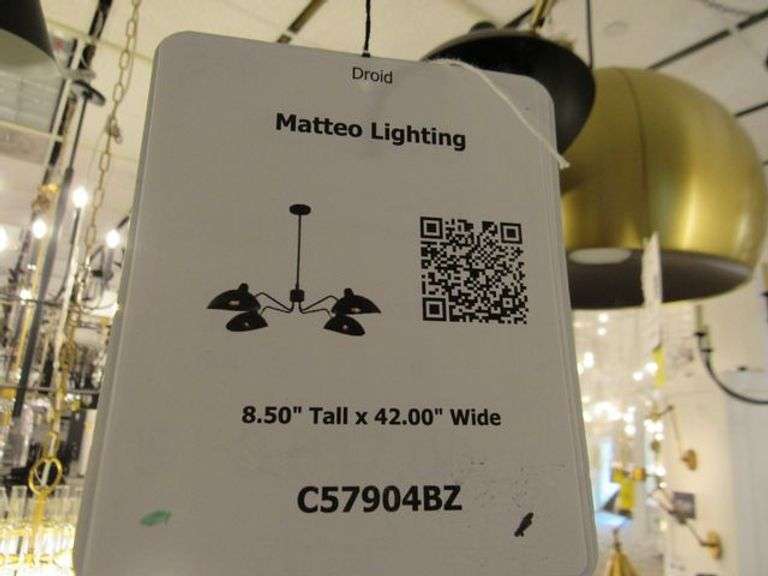 Droid
Matteo Lighting
8.50" Tall x 42.00" Wide
C57904BZ